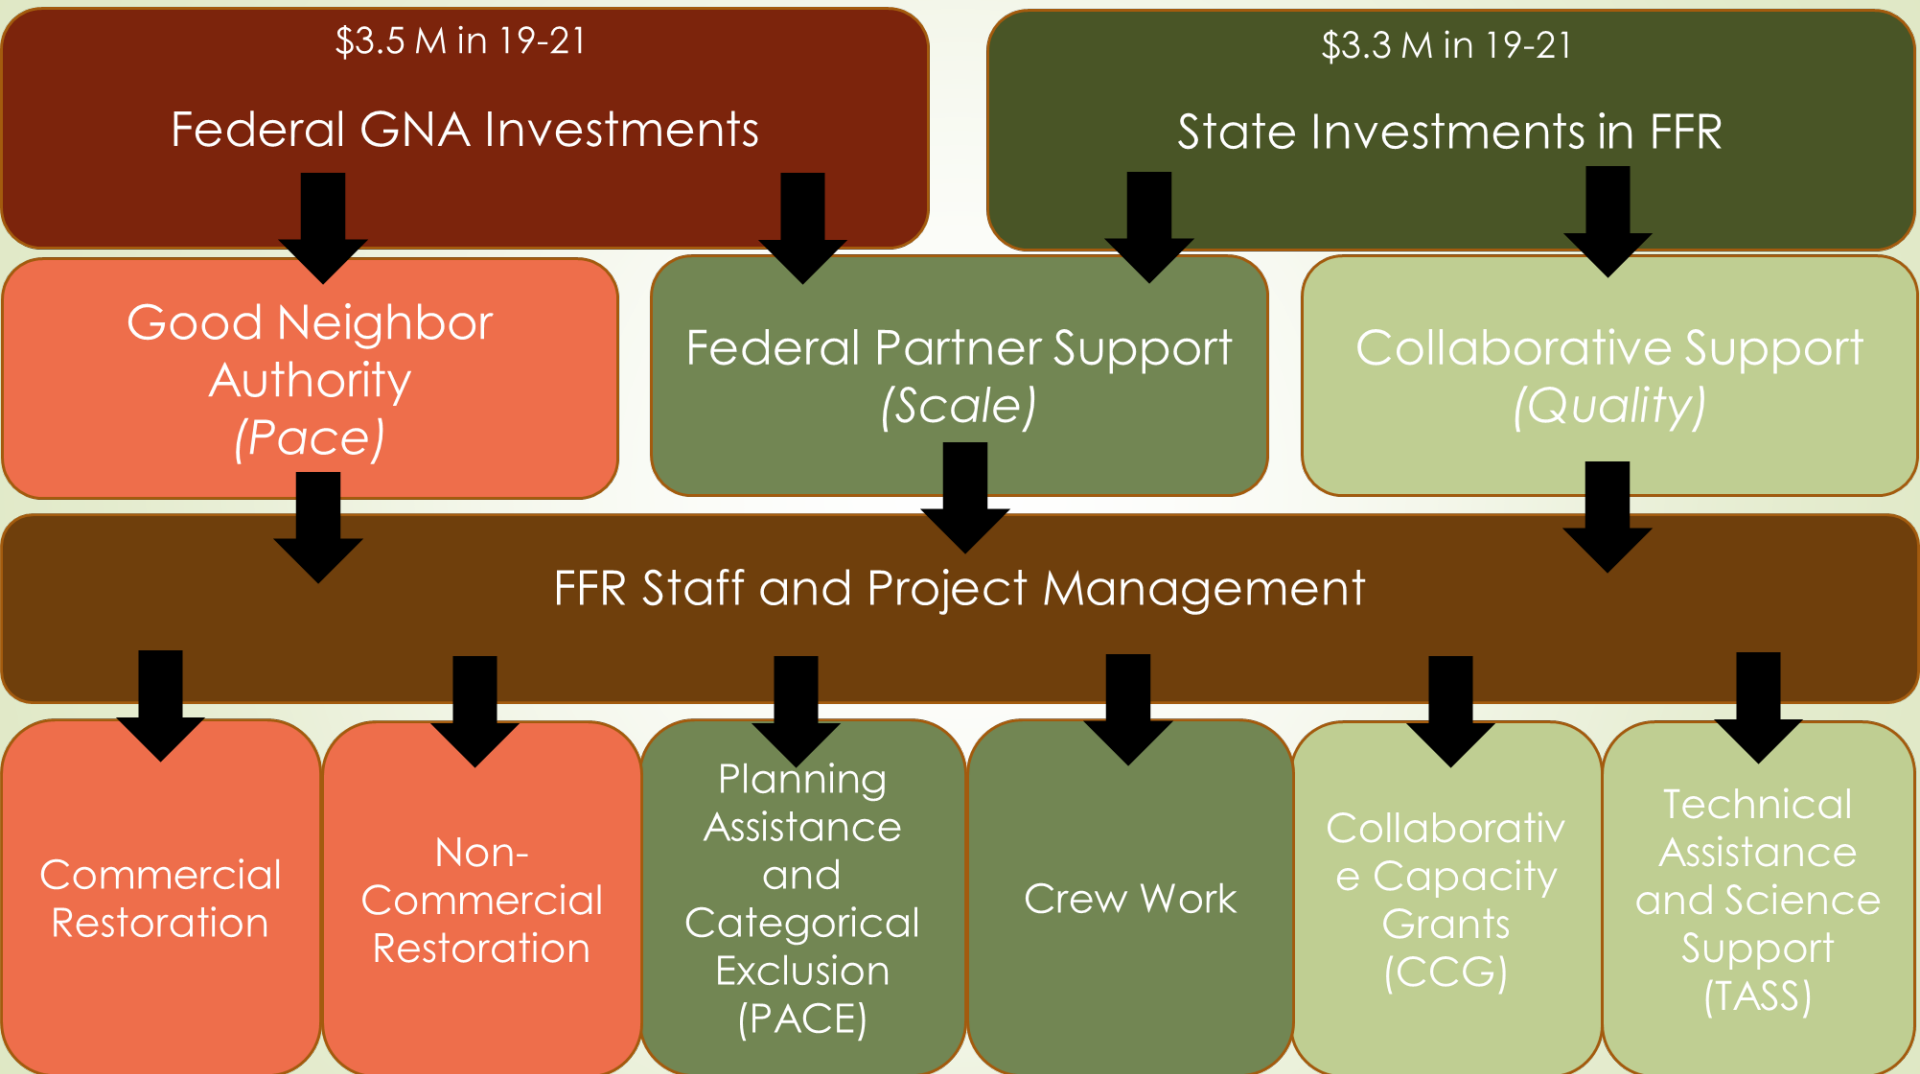 $3.5 M in 19-21
Federal GNA Investments
$3.3 M in 19-21
State Investments in FFR
Good Neighbor
Authority
(Pace)
Federal Partner Support
(Scale)
Collaborative Support
(Quality)
FFR Staff and Project Management
Commercial
Restoration
Non-
Commercial
Restoration
Planning
Assistance
and
Categorical
Exclusion
(PACE)
Crew Work
Collaborativ
e Capacity
Grants
(CCG)
Technical
Assistance
and Science
Support
(TASS)